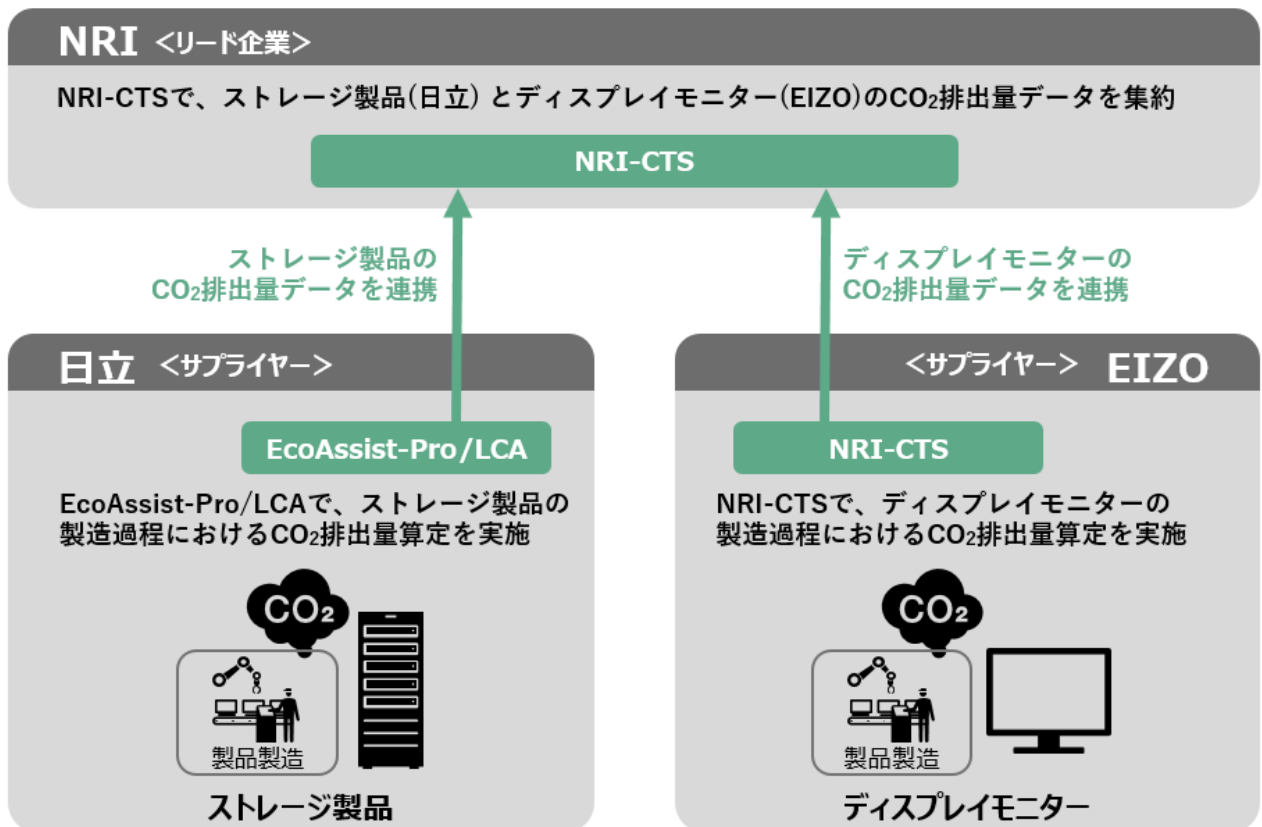 NRI <リード企業>
NRI-CTSで、ストレージ製品(日立) とディスプレイモニター(EIZO)のCO₂排出量データを集約
NRI-CTS
ストレージ製品の
CO₂排出量データを連携
ディスプレイモニターの
CO₂排出量データを連携
日立 <サプライヤー>
EcoAssist-Pro/LCA
EcoAssist-Pro/LCAで、ストレージ製品の
製造過程におけるCO₂排出量算定を実施
CO₂
製品製造
ストレージ製品
<サプライヤー> EIZO
NRI-CTS
NRI-CTSで、ディスプレイモニターの
製造過程におけるCO₂排出量算定を実施
CO₂
製品製造
ディスプレイモニター